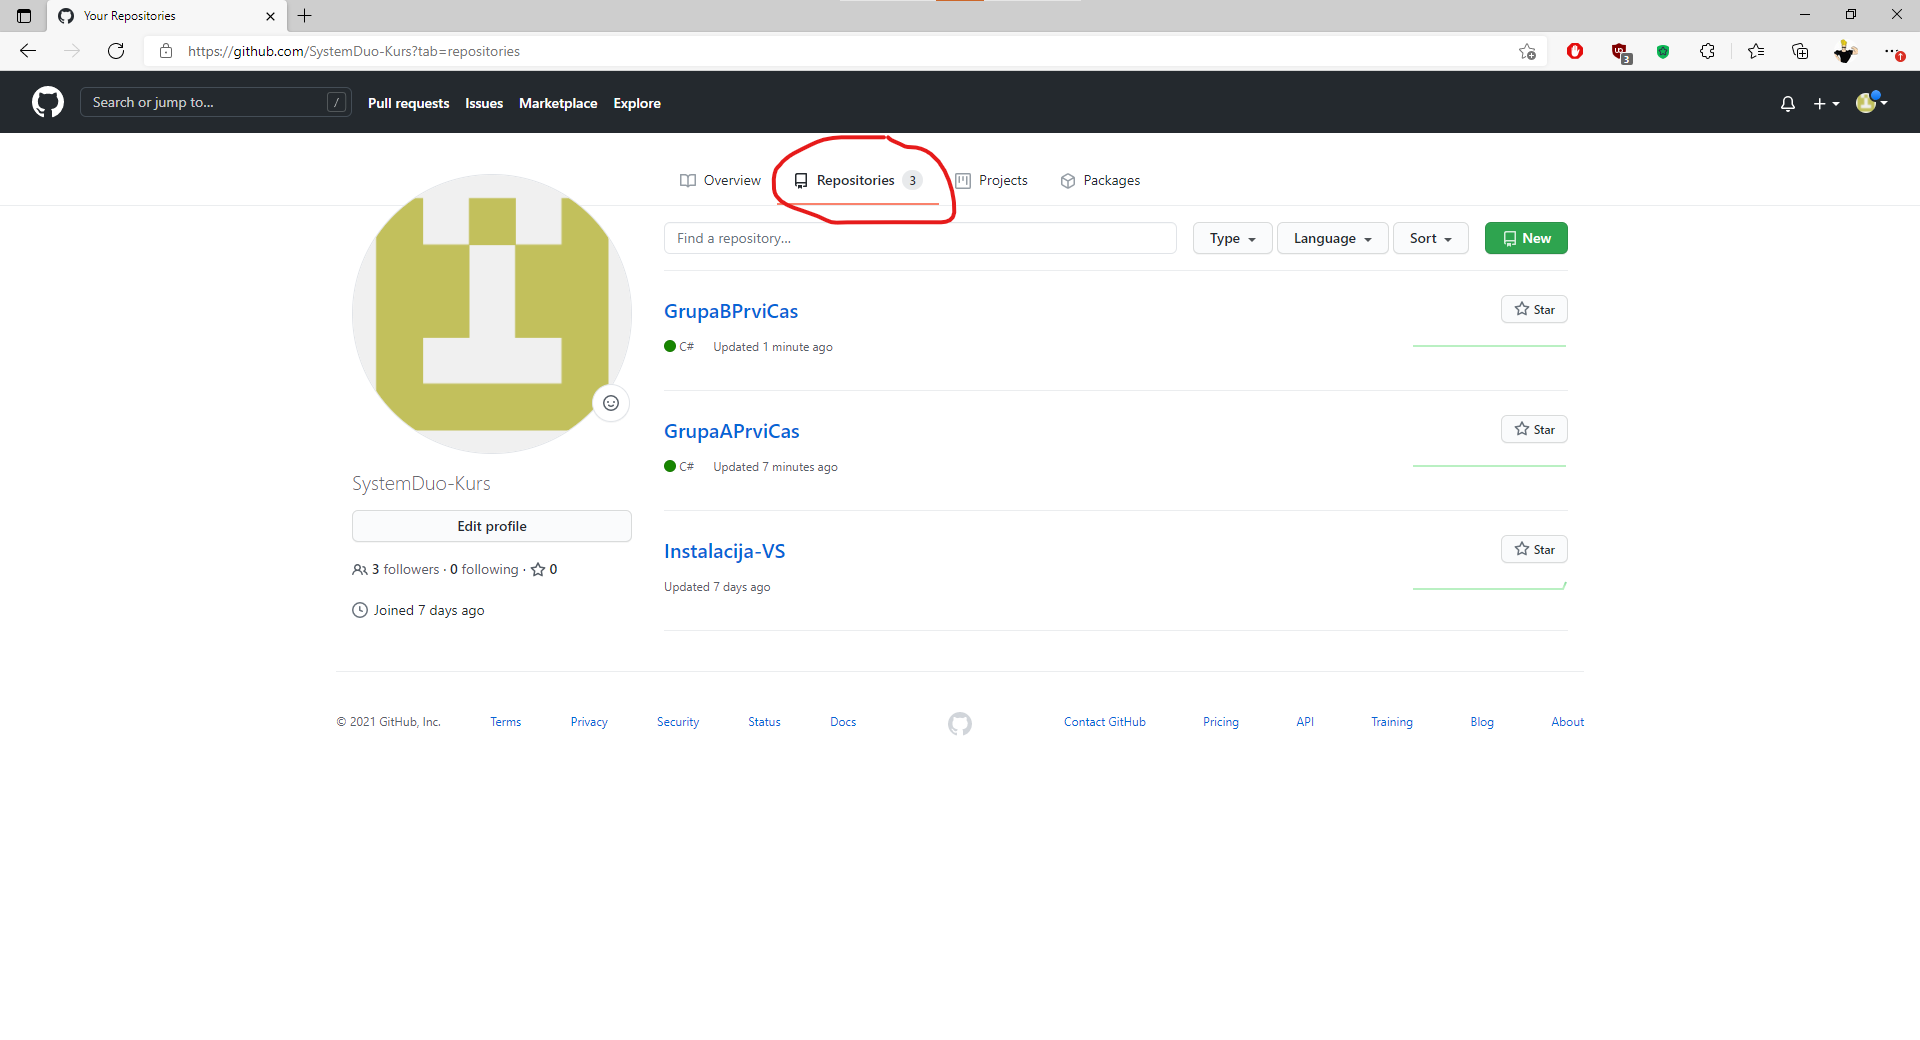 Your Repositories
https://github.com/SystemDuo-Kurs?tab=repositories
3
Search or jump to... /
Pull requests Issues Marketplace Explore
Overview Repositories 3 Projects Packages
Find a repository... Type Language Sort New
GrupaBPrviCas Star
C# Updated 1 minute ago
GrupaAPrviCas Star
C# Updated 7 minutes ago
SystemDuo-Kurs
Edit profile
3 followers · 0 following · 0
Joined 7 days ago
Instalacija-VS Star
Updated 7 days ago
© 2021 GitHub, Inc. Terms Privacy Security Status Docs Contact GitHub Pricing API Training Blog About